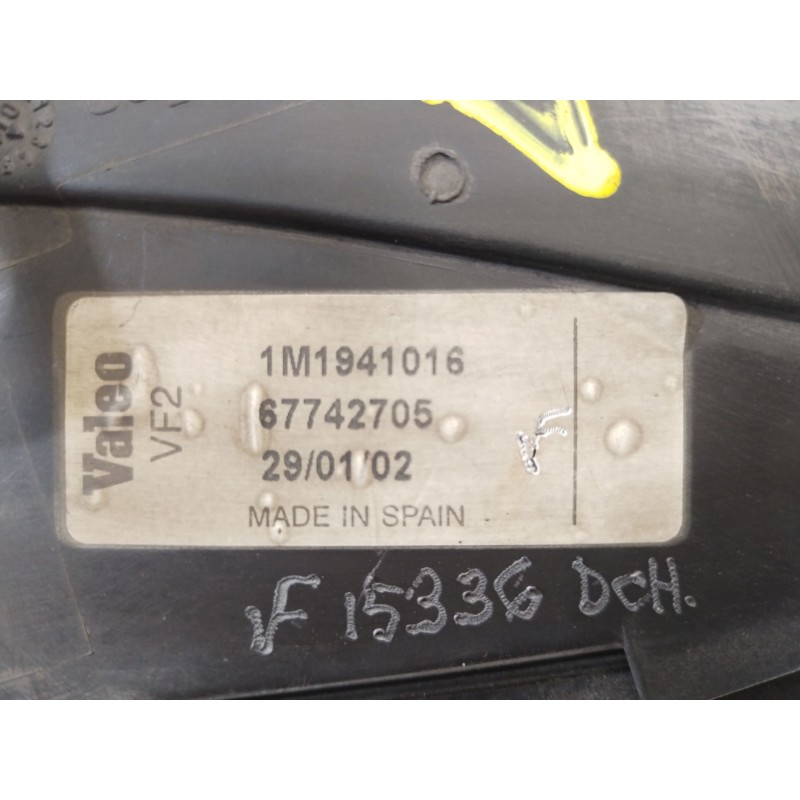 Valeo
VF2
1M1941016
67742705
29/01/02
MADE IN SPAIN
VF 15336 DCH.